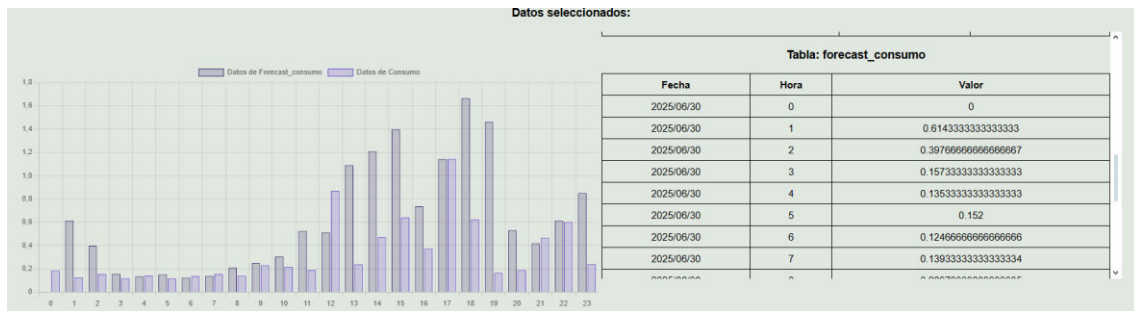 Datos seleccionados:
Datos de Forecast_consumo Datos de Consumo
1,8
1,6
1,4
1,2
1,0
0,8
0,6
0,4
0,2
0
0 1 2 3 4 5 6 7 8 9 10 11 12 13 14 15 16 17 18 19 20 21 22 23
Tabla: forecast_consumo
Fecha Hora Valor
2025/06/30 0 0
2025/06/30 1 0.6143333333333333
2025/06/30 2 0.39766666666666667
2025/06/30 3 0.15733333333333333
2025/06/30 4 0.13533333333333333
2025/06/30 5 0.152
2025/06/30 6 0.12466666666666666
2025/06/30 7 0.13933333333333334